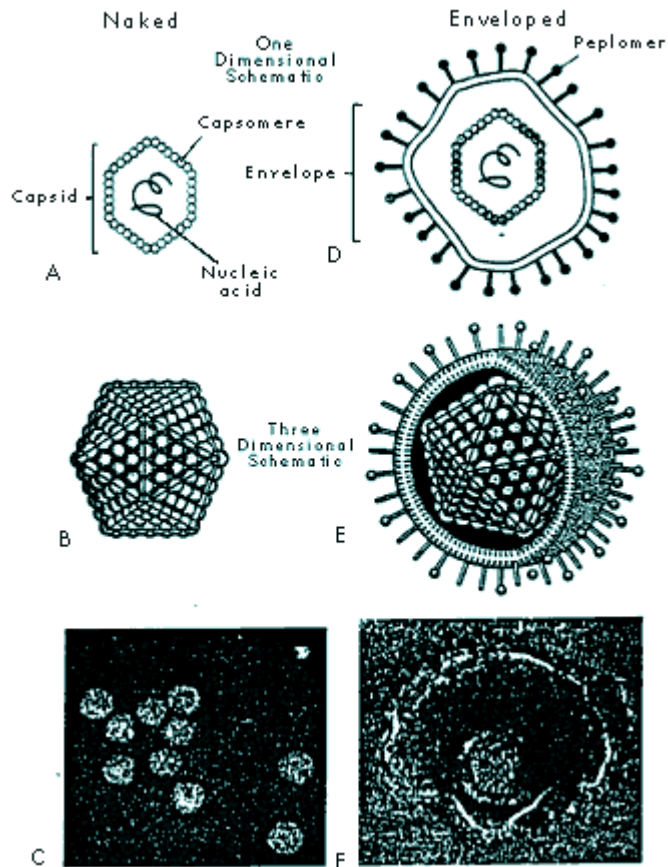 Naked
Enveloped
One
Dimensional
Schematic
Peplomer
Capsomere
Capsid
Envelope
Nucleic
acid
A
D
Three
Dimensional
Schematic
B
E
C
F